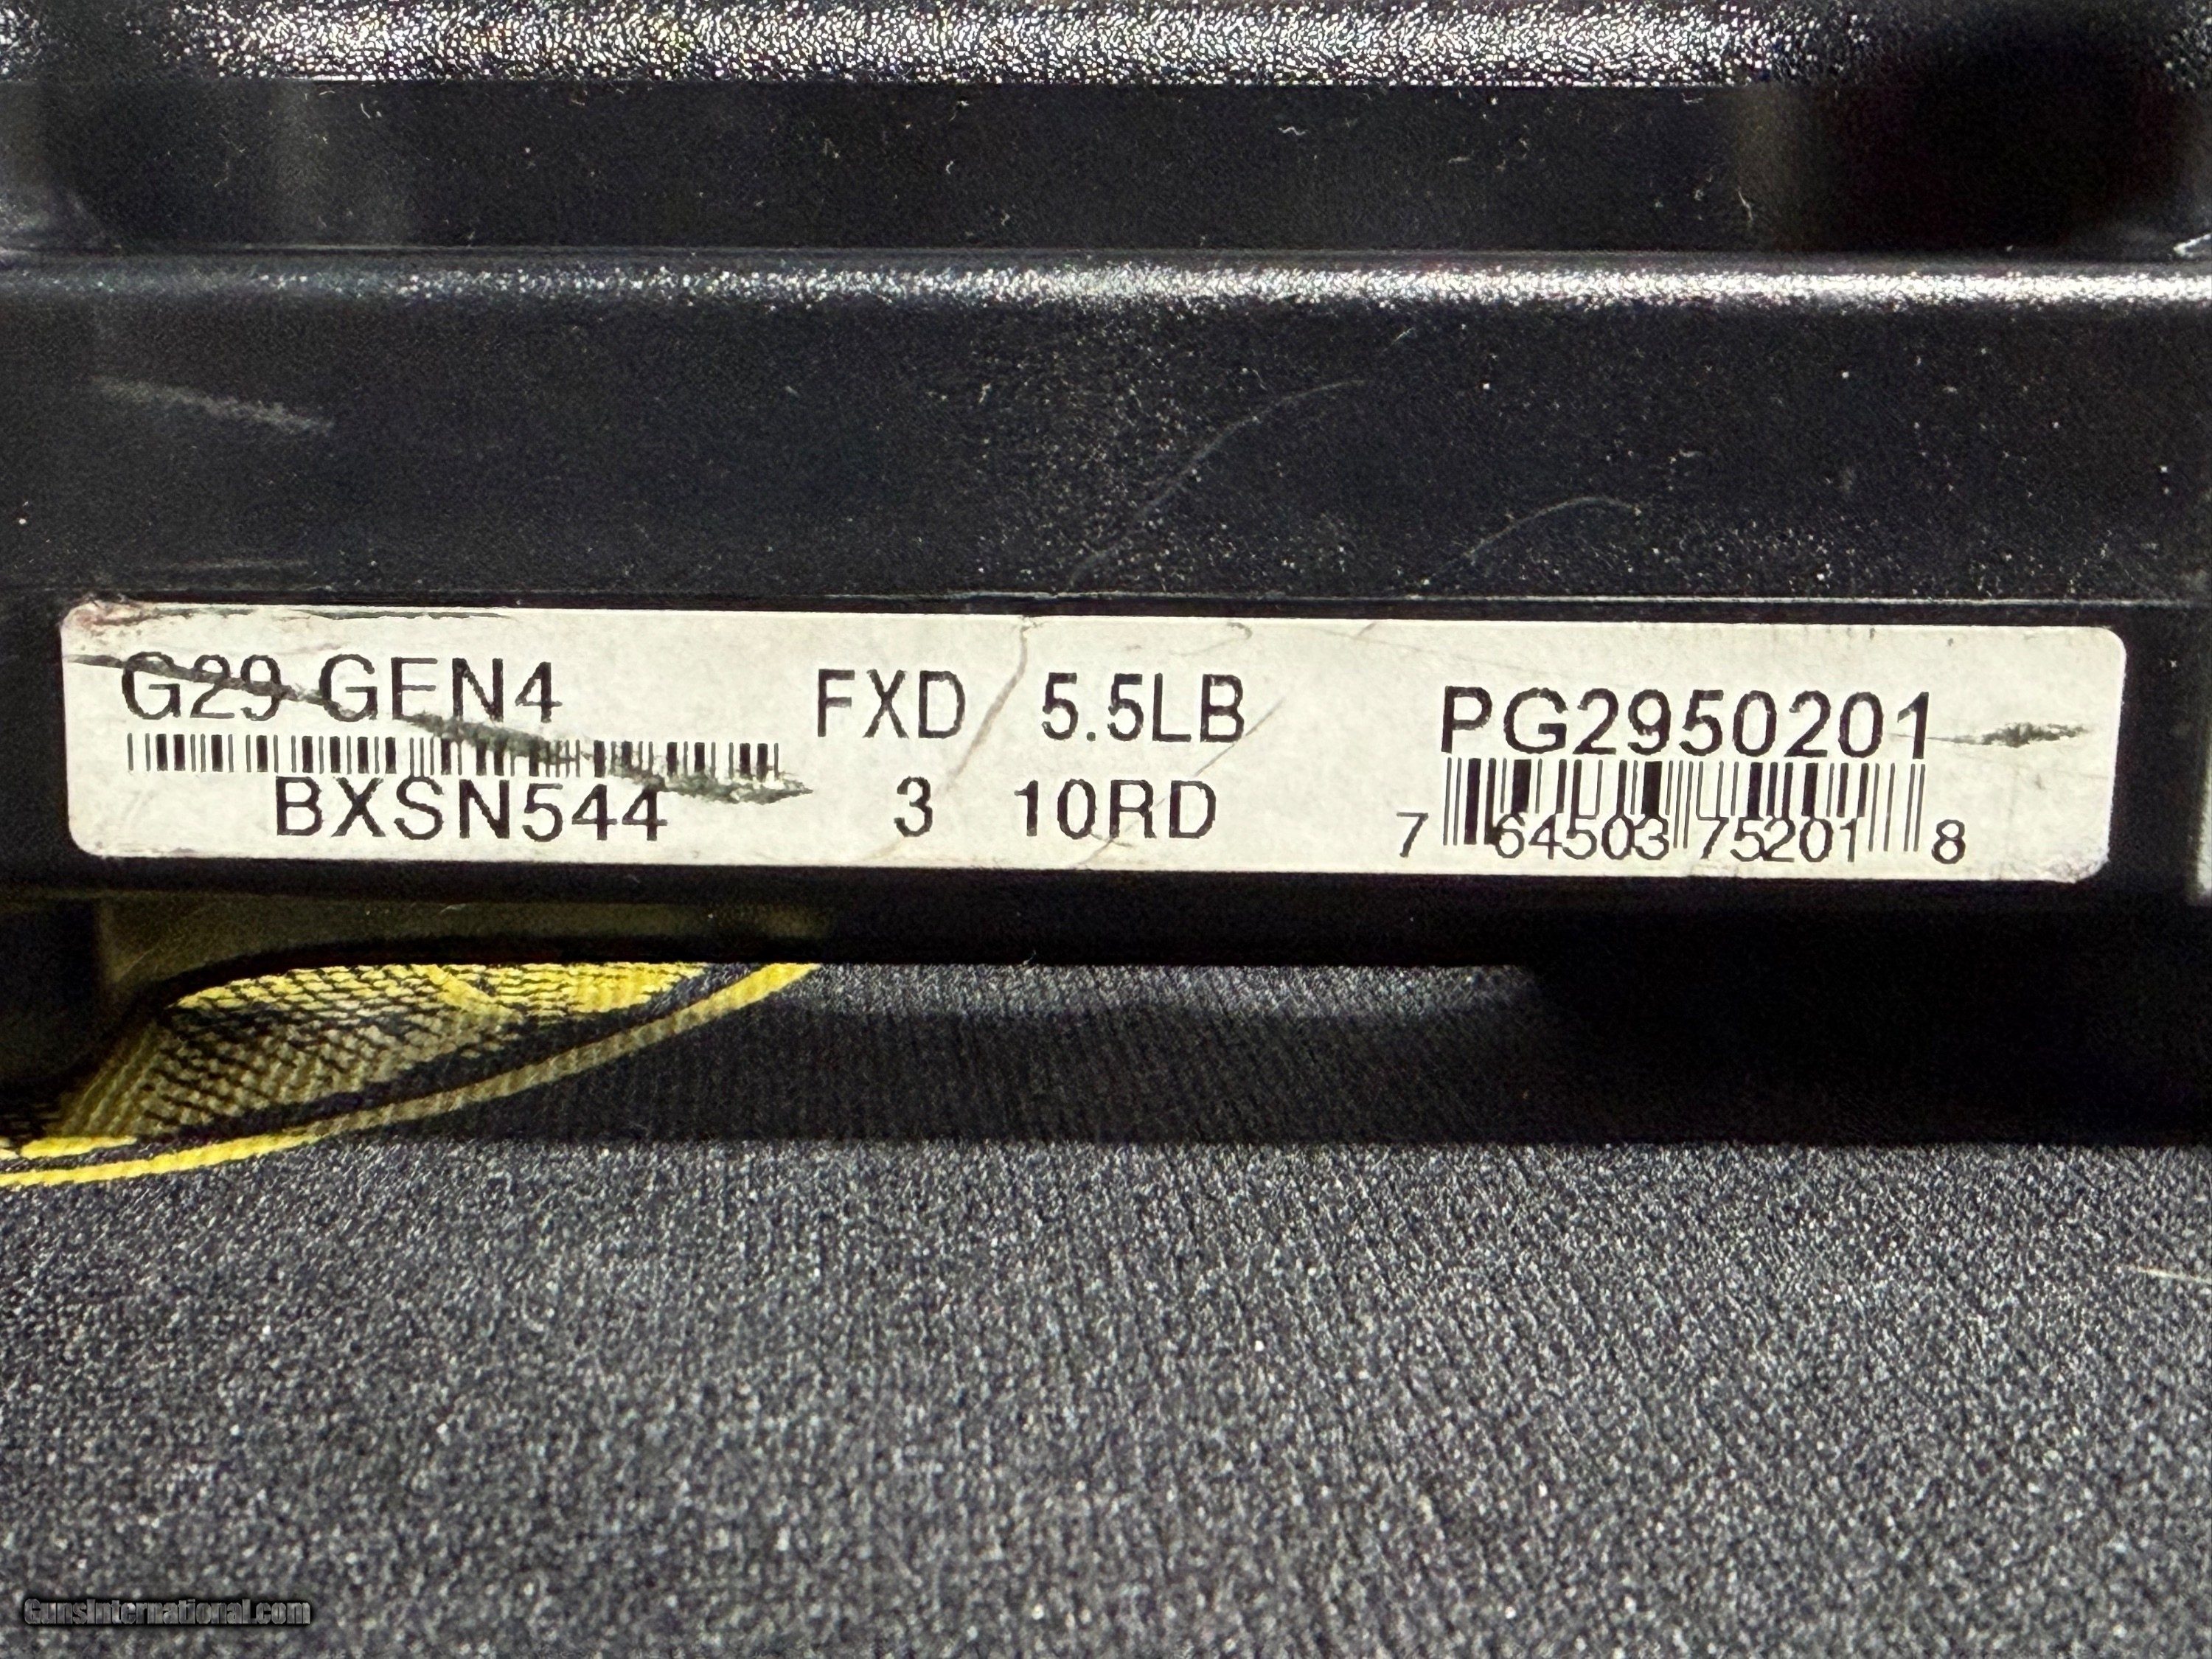 G29 GEN4 FXD 5.5LB PG2950201
BXSN544 3 10RD 7 64503 75201 8
GunsInternational.com